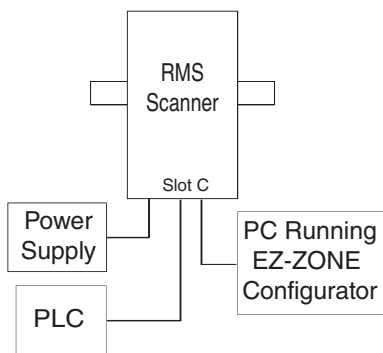 RMS
Scanner
Slot C
Power
Supply
PLC
PC Running
EZ-ZONE
Configurator